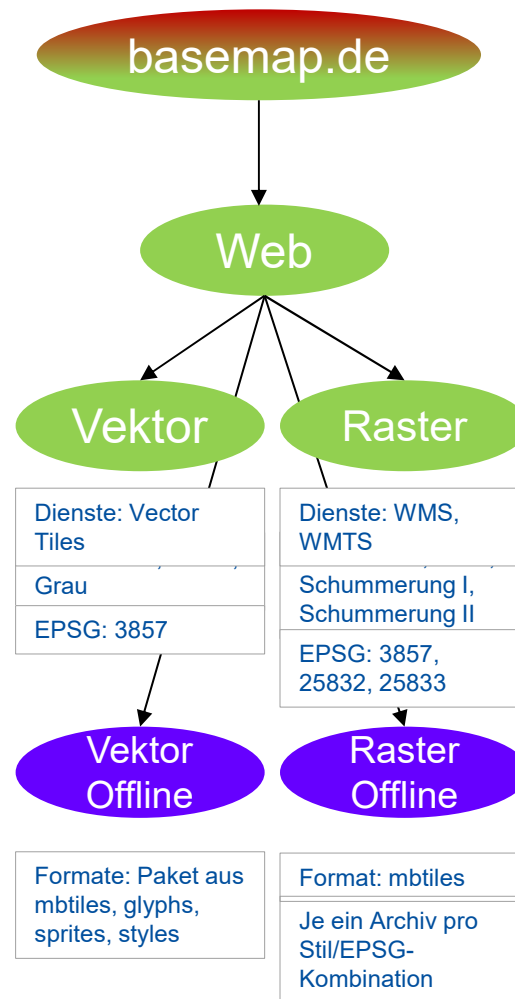 basemap.de
Web
Vektor
Raster
Dienste: Vector
Tiles
Grau
EPSG: 3857
Dienste: WMS,
WMTS
Schummerung I,
Schummerung II
EPSG: 3857,
25832, 25833
Vektor
Offline
Raster
Offline
Formate: Paket aus
mbtiles, glyphs,
sprites, styles
Format: mbtiles
Je ein Archiv pro
Stil/EPSG-
Kombination